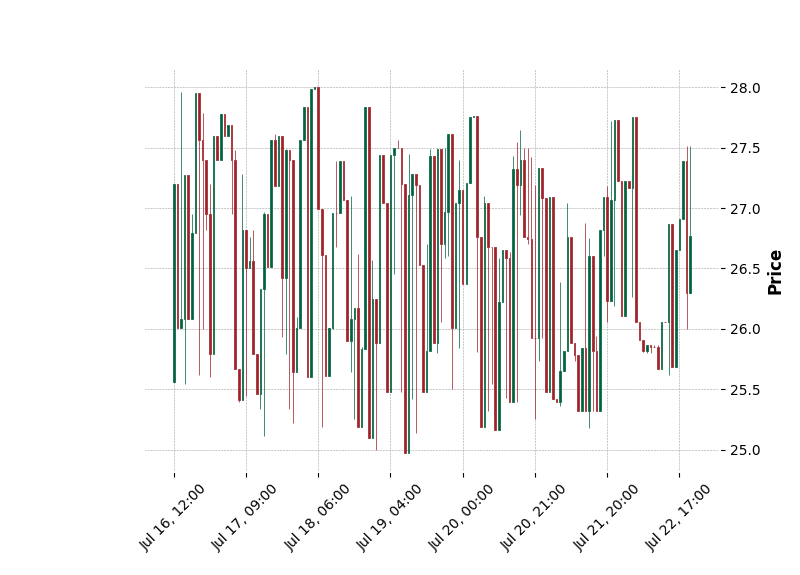 28.0
27.5
27.0
26.5
26.0
25.5
25.0
Price
Jul 16, 12:00
Jul 17, 09:00
Jul 18, 06:00
Jul 19, 04:00
Jul 20, 00:00
Jul 20, 21:00
Jul 21, 20:00
Jul 22, 17:00